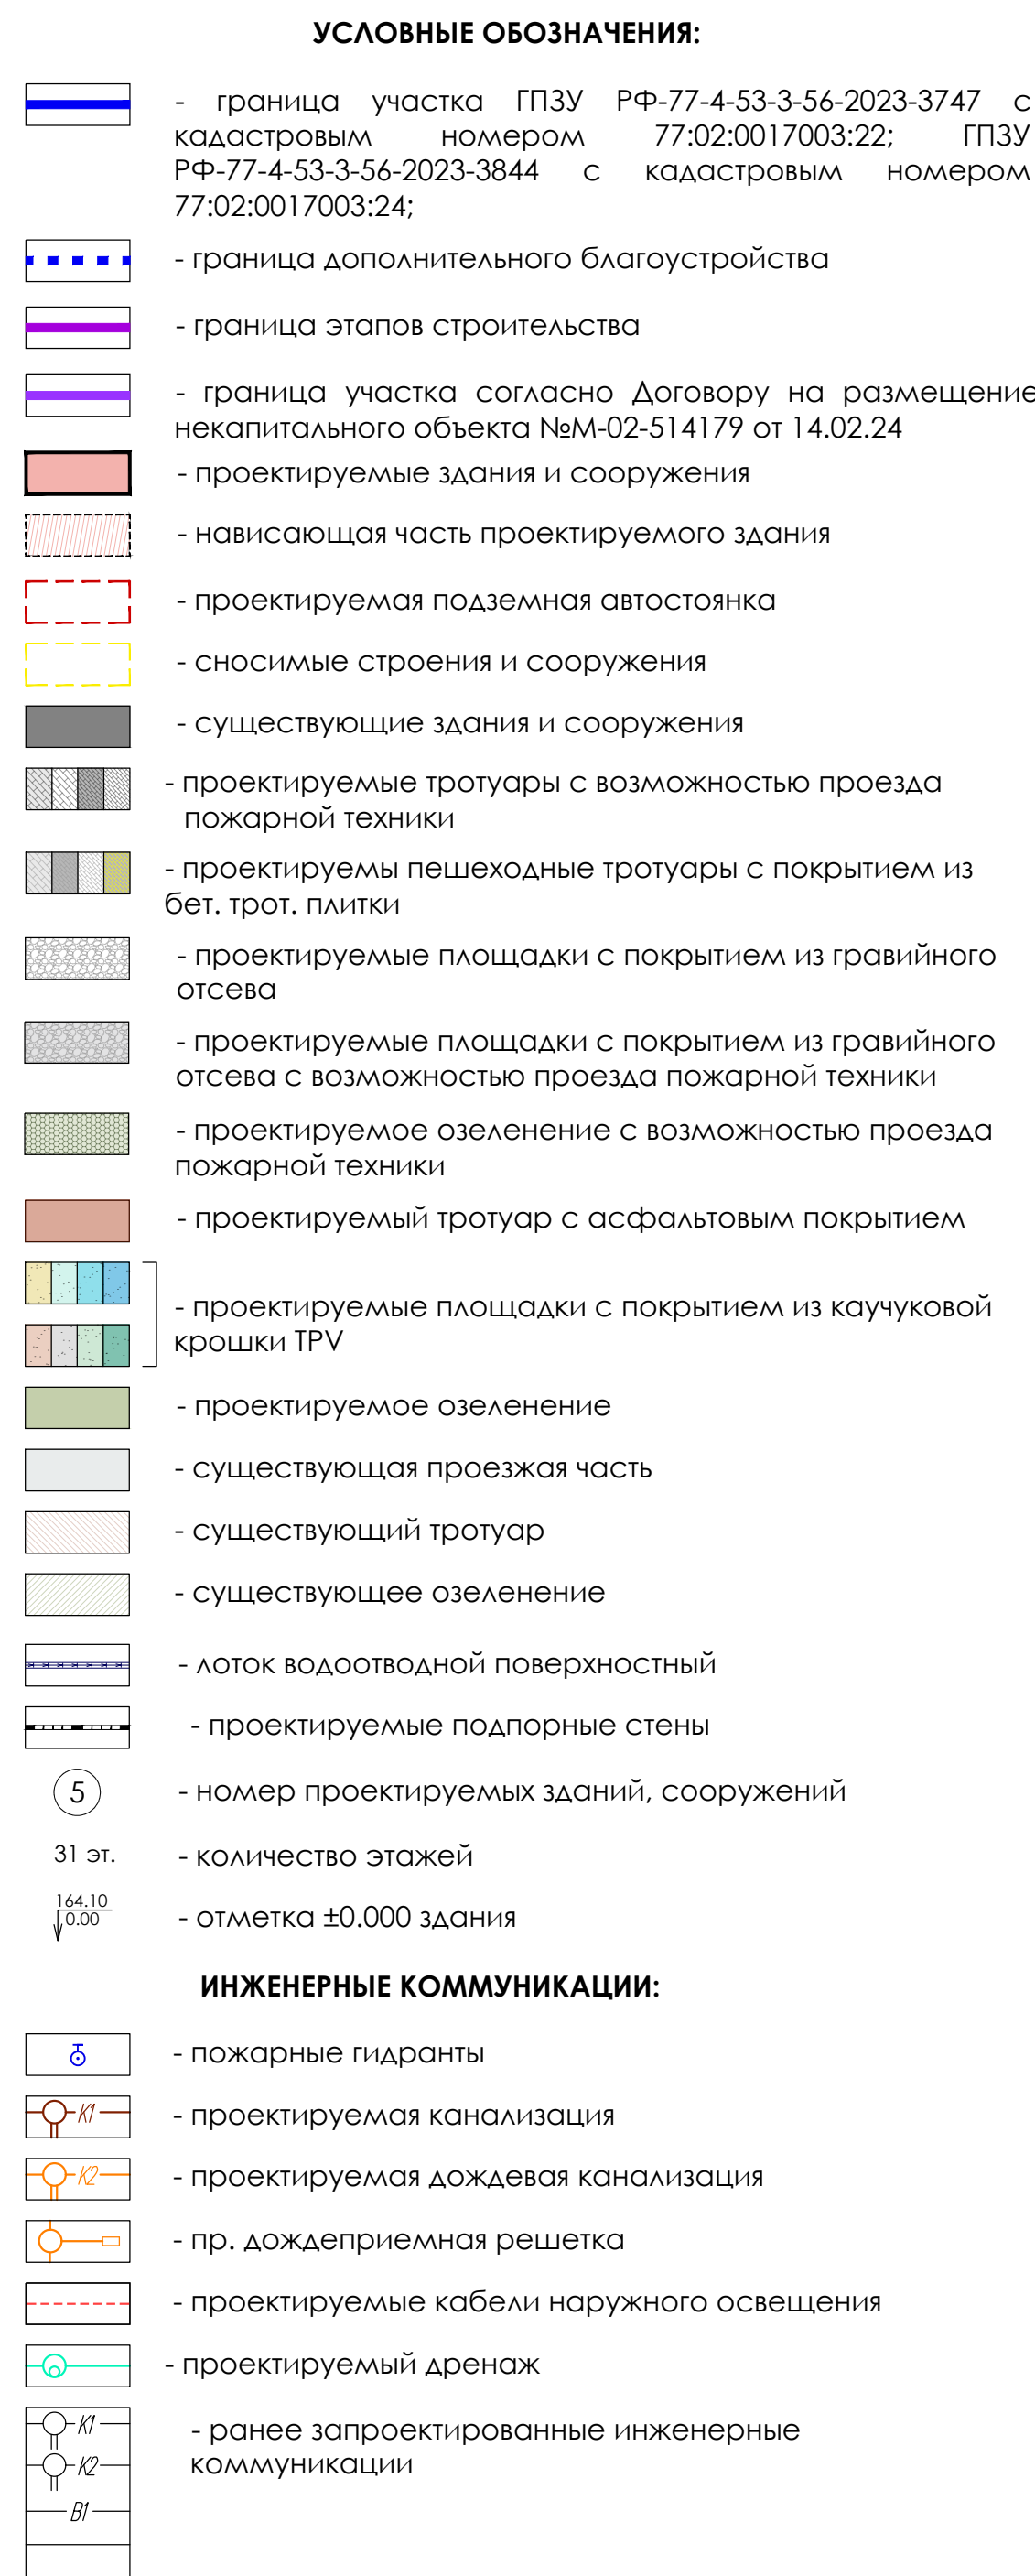 УСЛОВНЫЕ ОБОЗНАЧЕНИЯ:
- граница участка ГПЗУ РФ-77-4-53-3-56-2023-3747 с
кадастровым номером 77:02:0017003:22; ГПЗУ
РФ-77-4-53-3-56-2023-3844 с кадастровым номером
77:02:0017003:24;
- граница дополнительного благоустройства
- граница этапов строительства
- граница участка согласно Договору на размещение
некапитального объекта №М-02-514179 от 14.02.24
- проектируемые здания и сооружения
- нависающая часть проектируемого здания
- проектируемая подземная автостоянка
- сносимые строения и сооружения
- существующие здания и сооружения
- проектируемые тротуары с возможностью проезда
пожарной техники
- проектируемы пешеходные тротуары с покрытием из
бет. трот. плитки
- проектируемые площадки с покрытием из гравийного
отсева
- проектируемые площадки с покрытием из гравийного
отсева с возможностью проезда пожарной техники
- проектируемое озеленение с возможностью проезда
пожарной техники
- проектируемый тротуар с асфальтовым покрытием
- проектируемые площадки с покрытием из каучуковой
крошки TPV
- проектируемое озеленение
- существующая проезжая часть
- существующий тротуар
- существующее озеленение
- лоток водоотводной поверхностный
- проектируемые подпорные стены
5 - номер проектируемых зданий, сооружений
31 эт. - количество этажей
164.10
0.00 - отметка ±0.000 здания
ИНЖЕНЕРНЫЕ КОММУНИКАЦИИ:
- пожарные гидранты
К1 - проектируемая канализация
К2 - проектируемая дождевая канализация
- пр. дождеприемная решетка
- проектируемые кабели наружного освещения
- проектируемый дренаж
К1 - ранее запроектированные инженерные
К2 коммуникации
В1